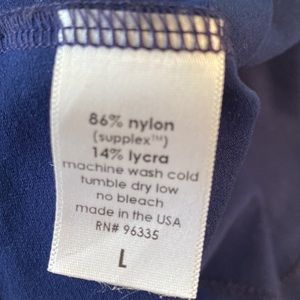 86% nylon
(supplex™)
14% lycra
machine wash cold
tumble dry low
no bleach
made in the USA
RN# 96335
L